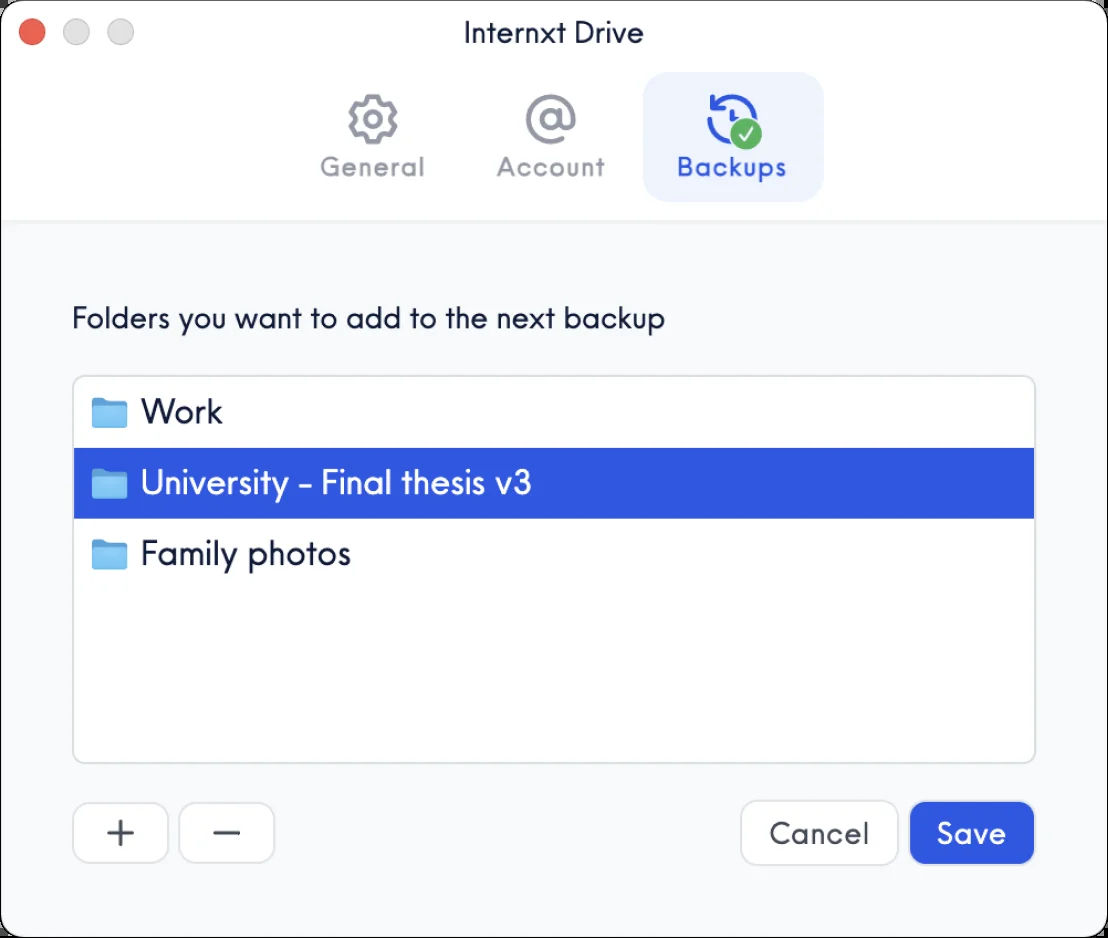 Internxt Drive
General Account Backups
Folders you want to add to the next backup
Work
University - Final thesis v3
Family photos
+ − Cancel Save